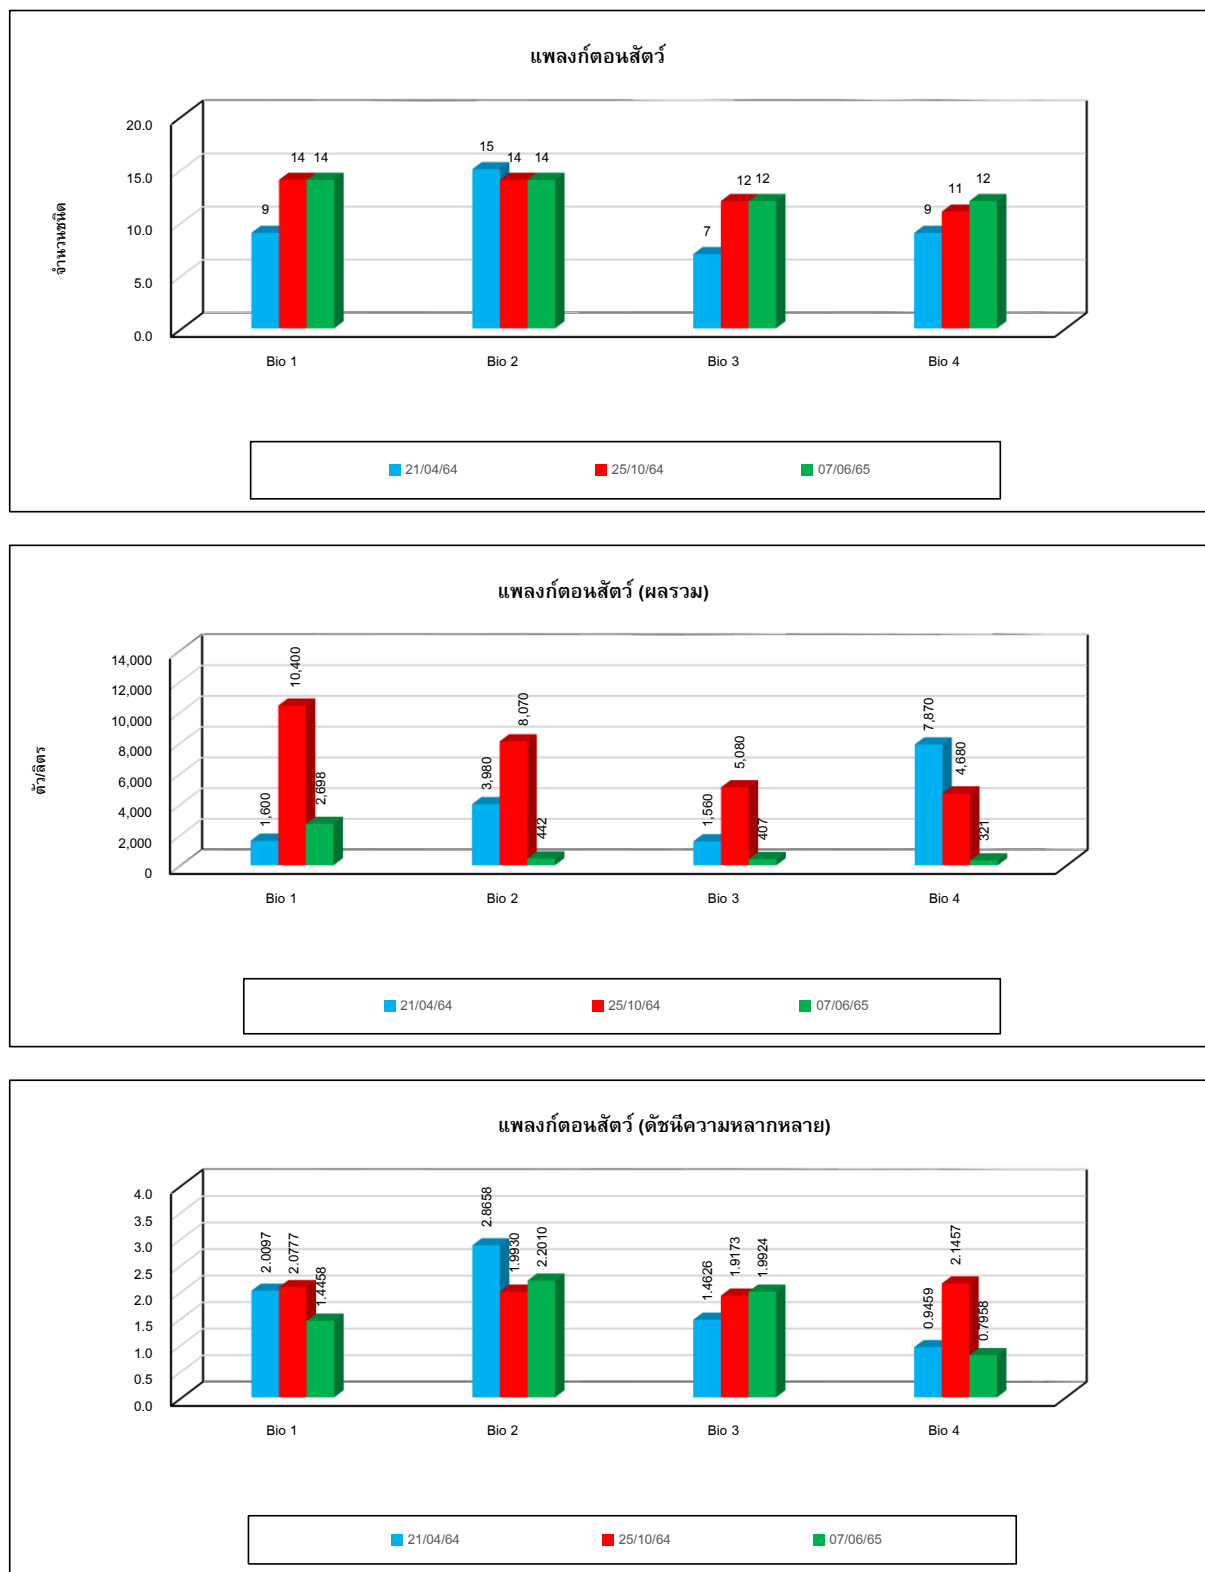 แพลงก์ตอนสัตว์
จำนวนชนิด
20.0
15.0
10.0
5.0
0.0
9 14 14
15 14 14
7 12 12
9 11 12
Bio 1 Bio 2 Bio 3 Bio 4
21/04/64 25/10/64 07/06/65
แพลงก์ตอนสัตว์ (ผลรวม)
ตัว/ลิตร
14,000
12,000
10,000
8,000
6,000
4,000
2,000
0
1,600 10,400 2,698
3,980 8,070 442
1,560 5,080 407
7,870 4,680 321
Bio 1 Bio 2 Bio 3 Bio 4
21/04/64 25/10/64 07/06/65
แพลงก์ตอนสัตว์ (ดัชนีความหลากหลาย)
4.0
3.5
3.0
2.5
2.0
1.5
1.0
0.5
0.0
2.0097 2.0777 1.4458
2.8658 1.9930 2.2010
1.4626 1.9173 1.9924
0.9459 2.1457 0.7958
Bio 1 Bio 2 Bio 3 Bio 4
21/04/64 25/10/64 07/06/65